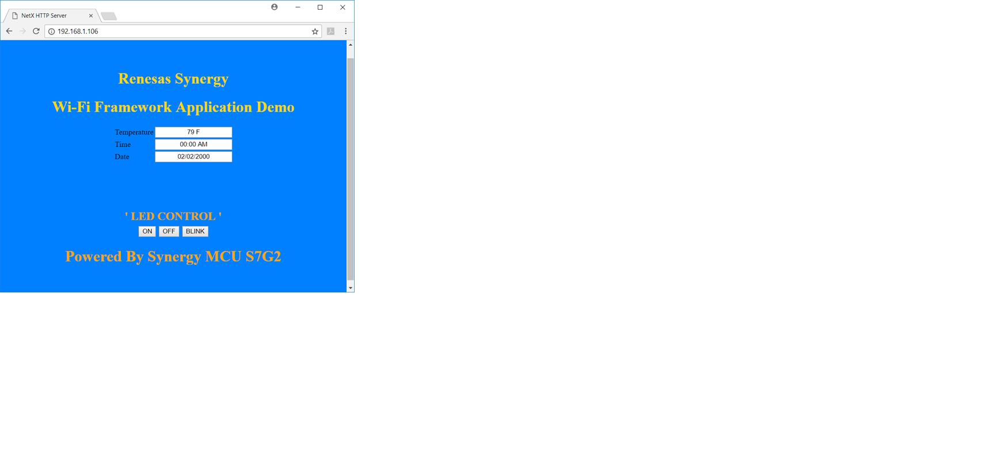 NetX HTTP Server
192.168.1.106
Renesas Synergy
Wi-Fi Framework Application Demo
Temperature 79 F
Time 00:00 AM
Date 02/02/2000
' LED CONTROL '
ON OFF BLINK
Powered By Synergy MCU S7G2